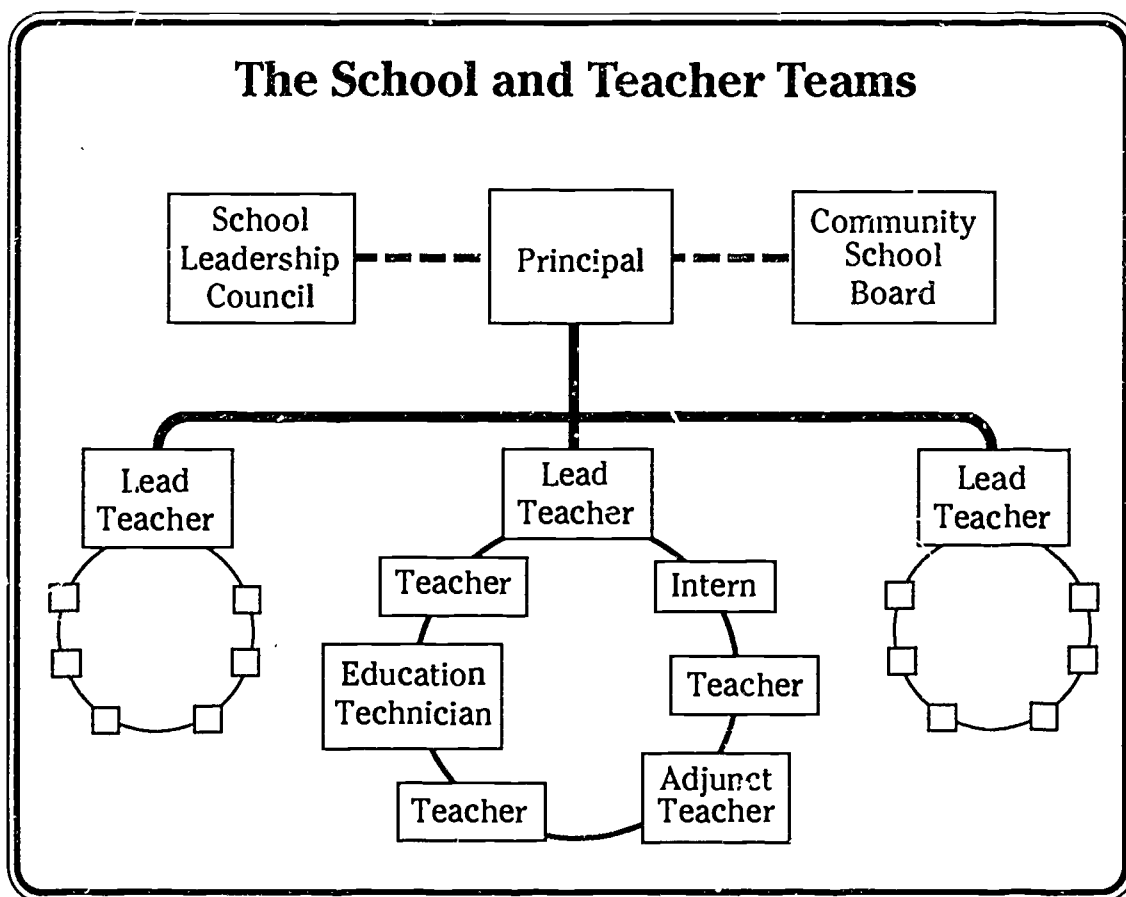 The School and Teacher Teams
School
Leadership
Council
Principal
Community
School
Board
Lead
Teacher
Lead
Teacher
Lead
Teacher
Teacher
Intern
Education
Technician
Teacher
Teacher
Adjunct
Teacher